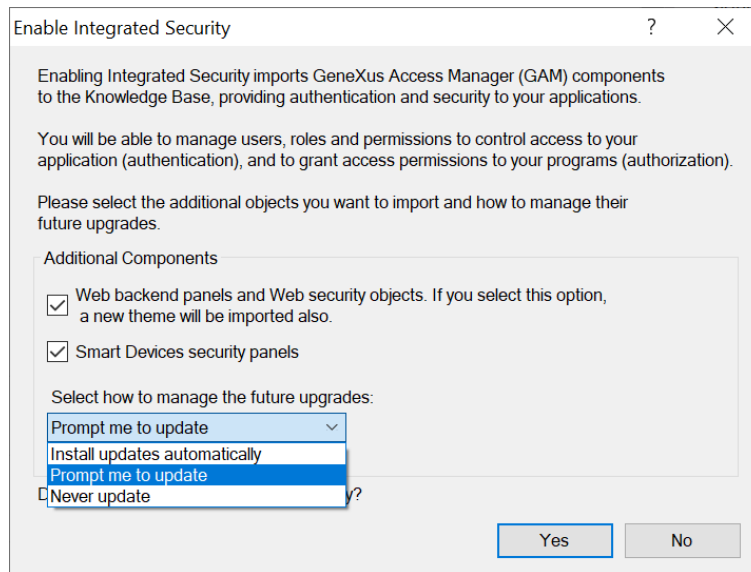 Enable Integrated Security
?
Enabling Integrated Security imports GeneXus Access Manager (GAM) components
to the Knowledge Base, providing authentication and security to your applications.
You will be able to manage users, roles and permissions to control access to your
application (authentication), and to grant access permissions to your programs (authorization).
Please select the additional objects you want to import and how to manage their
future upgrades.
Additional Components
Web backend panels and Web security objects. If you select this option,
a new theme will be imported also.
Smart Devices security panels
Select how to manage the future upgrades:
Prompt me to update
Install updates automatically
Prompt me to update
Never update
Yes No